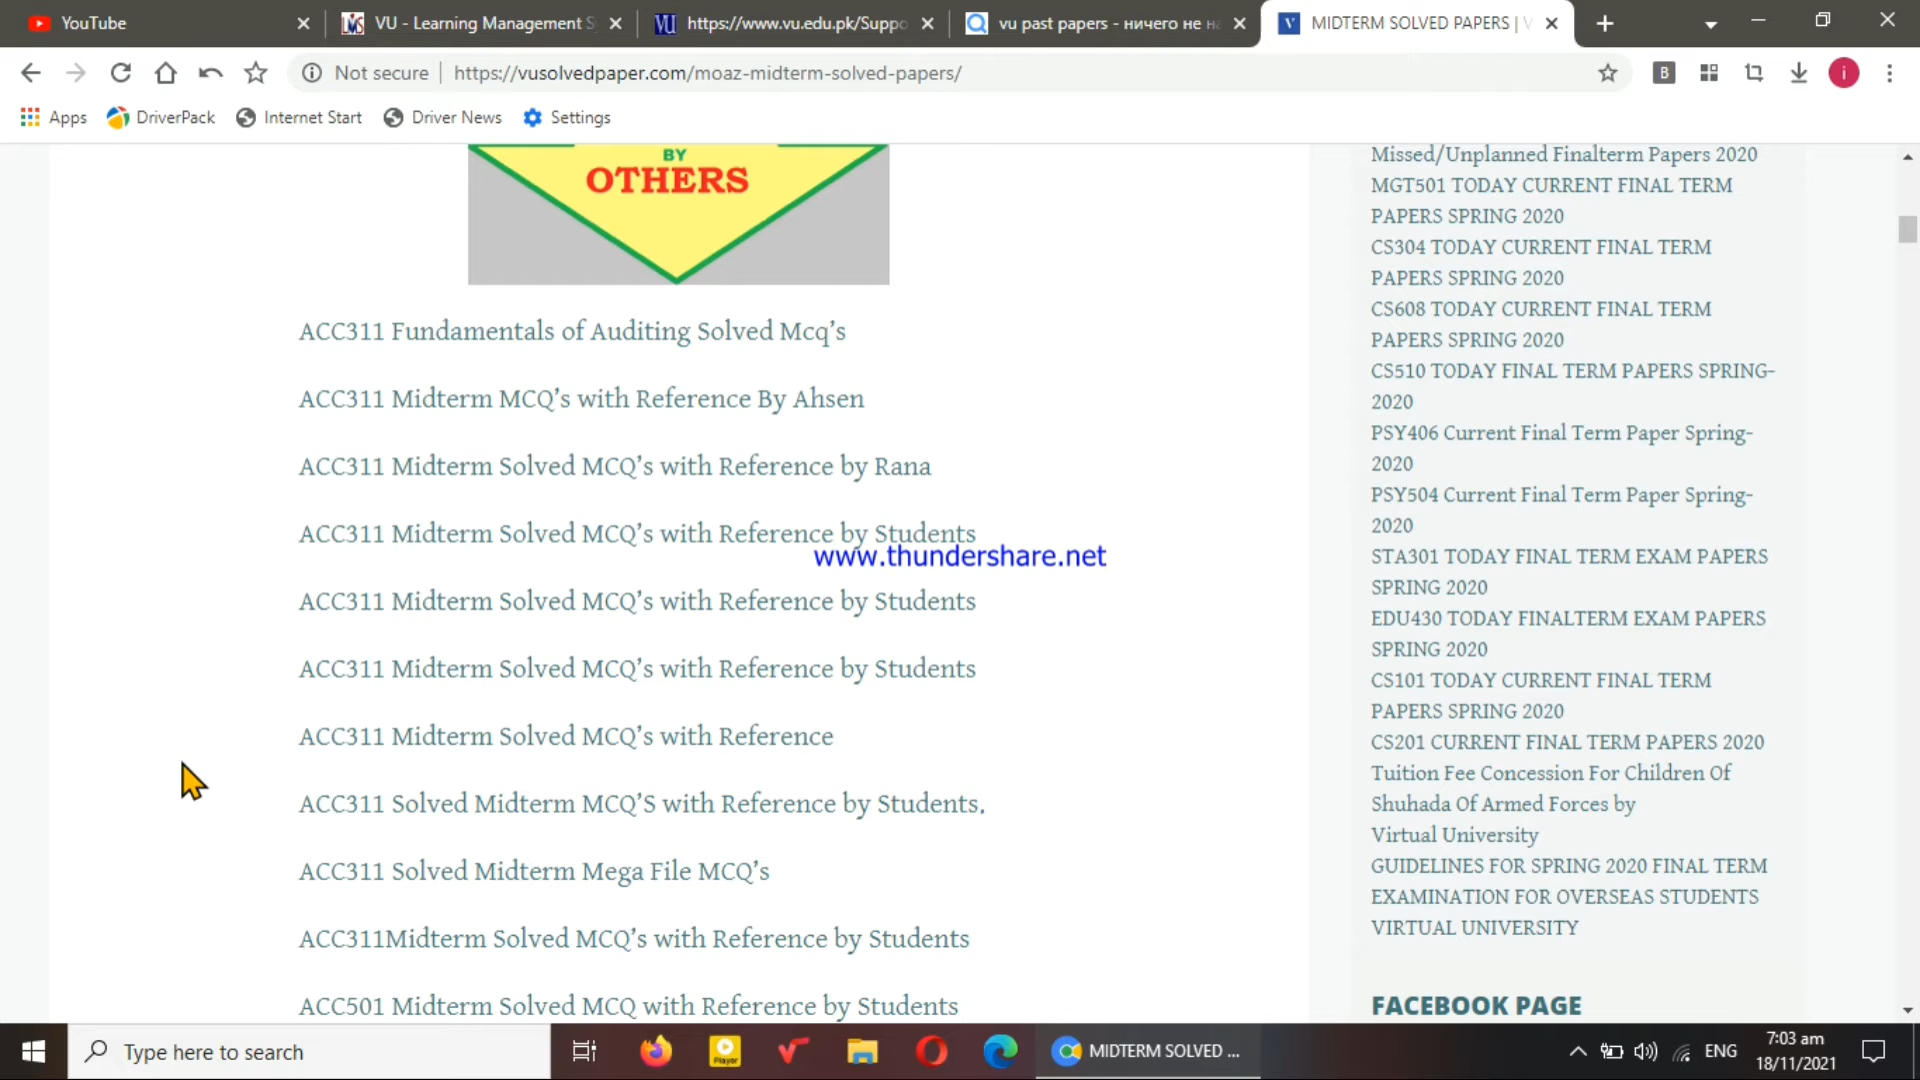 YouTube
VU - Learning Management S
https://www.vu.edu.pk/Suppo
vu past papers - ничего не на
MIDTERM SOLVED PAPERS | V
Not secure
https://vusolvedpaper.com/moaz-midterm-solved-papers/
B
i
Apps
DriverPack
Internet Start
Driver News
Settings
BY
OTHERS
ACC311 Fundamentals of Auditing Solved Mcq’s
ACC311 Midterm MCQ’s with Reference By Ahsen
ACC311 Midterm Solved MCQ’s with Reference by Rana
ACC311 Midterm Solved MCQ’s with Reference by Students
www.thundershare.net
ACC311 Midterm Solved MCQ’s with Reference by Students
ACC311 Midterm Solved MCQ’s with Reference by Students
ACC311 Midterm Solved MCQ’s with Reference
ACC311 Solved Midterm MCQ’S with Reference by Students.
ACC311 Solved Midterm Mega File MCQ’s
ACC311Midterm Solved MCQ’s with Reference by Students
ACC501 Midterm Solved MCQ with Reference by Students
Missed/Unplanned Finalterm Papers 2020
MGT501 TODAY CURRENT FINAL TERM
PAPERS SPRING 2020
CS304 TODAY CURRENT FINAL TERM
PAPERS SPRING 2020
CS608 TODAY CURRENT FINAL TERM
PAPERS SPRING 2020
CS510 TODAY FINAL TERM PAPERS SPRING-
2020
PSY406 Current Final Term Paper Spring-
2020
PSY504 Current Final Term Paper Spring-
2020
STA301 TODAY FINAL TERM EXAM PAPERS
SPRING 2020
EDU430 TODAY FINALTERM EXAM PAPERS
SPRING 2020
CS101 TODAY CURRENT FINAL TERM
PAPERS SPRING 2020
CS201 CURRENT FINAL TERM PAPERS 2020
Tuition Fee Concession For Children Of
Shuhada Of Armed Forces by
Virtual University
GUIDELINES FOR SPRING 2020 FINAL TERM
EXAMINATION FOR OVERSEAS STUDENTS
VIRTUAL UNIVERSITY
FACEBOOK PAGE
Type here to search
Player
MIDTERM SOLVED ...
ENG
7:03 am
18/11/2021